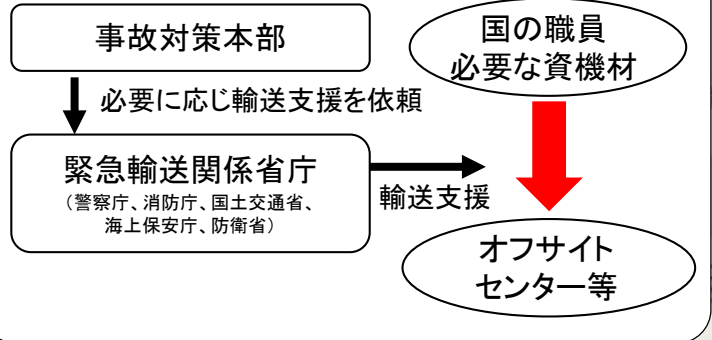 事故対策本部
国の職員
必要な資機材
必要に応じ輸送支援を依頼
緊急輸送関係省庁
（警察庁、消防庁、国土交通省、
海上保安庁、防衛省）
輸送支援
オフサイト
センター等